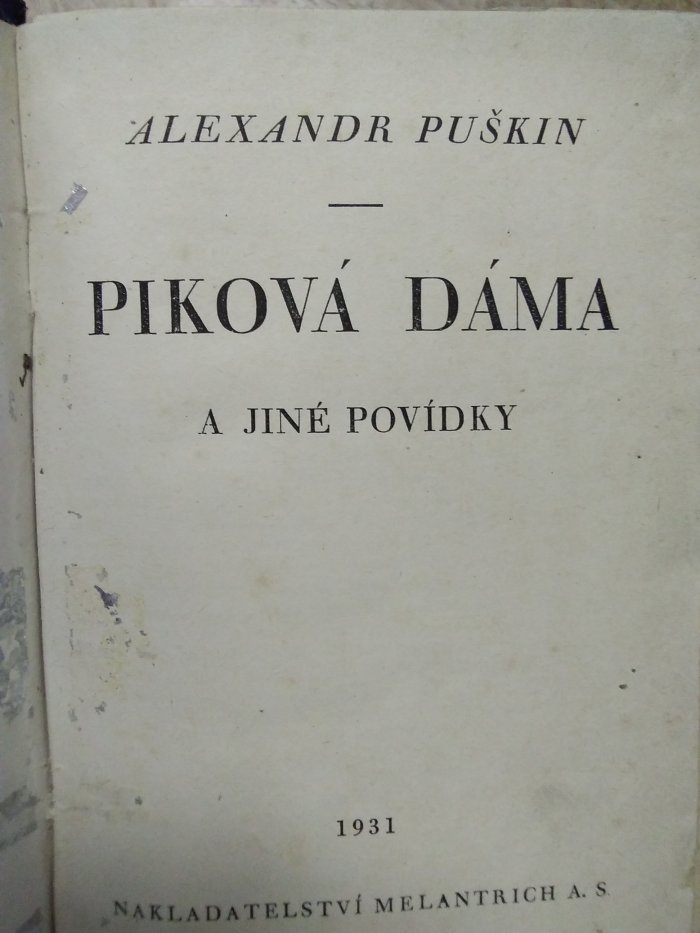 ALEXANDR PUŠKIN
PIKOVÁ DÁMA
A JINÉ POVÍDKY
1931
NAKLADATELSTVÍ MELANTRICH A. S.